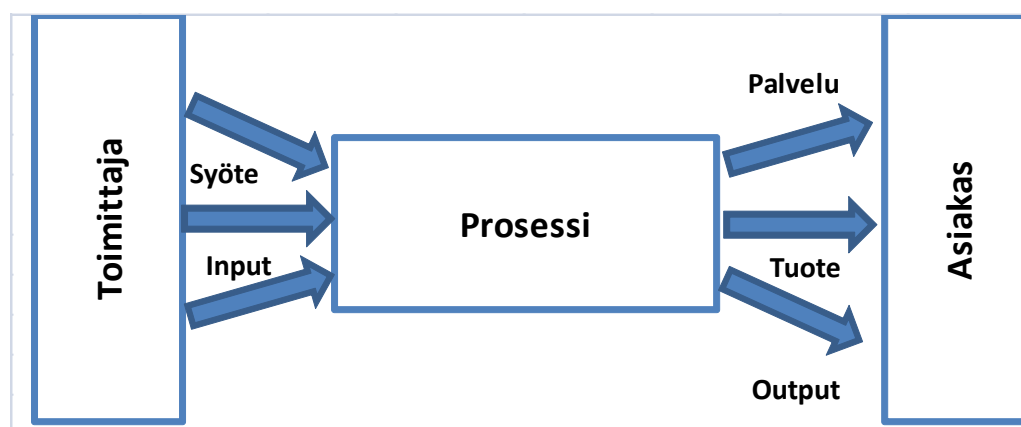 Toimittaja
Syöte
Input
Prosessi
Palvelu
Tuote
Output
Asiakas